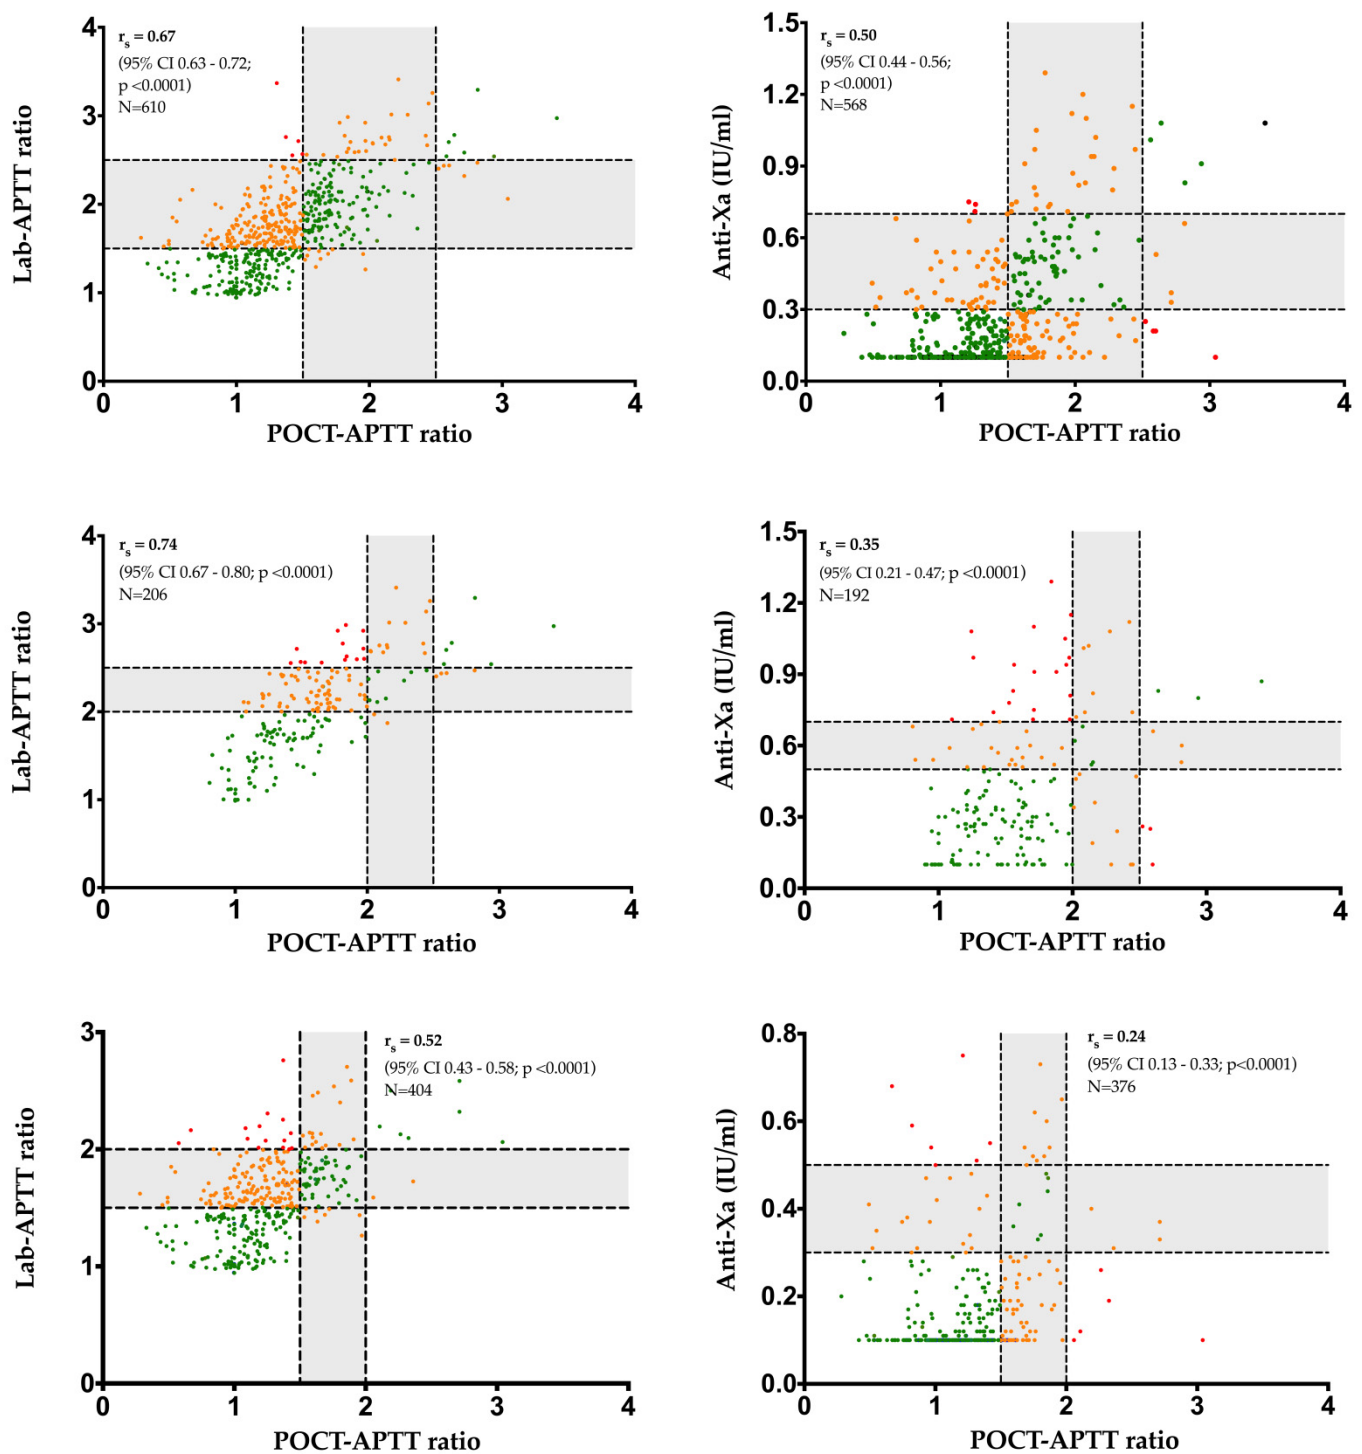 4
3
2
1
0
0
1
2
3
4
Lab-APTT ratio
POCT-APTT ratio
r_s = 0.67
(95% CI 0.63 - 0.72;
p <0.0001)
N=610
1.5
1.2
0.9
0.6
0.3
0.0
0
1
2
3
4
Anti-Xa (IU/ml)
POCT-APTT ratio
r_s = 0.50
(95% CI 0.44 - 0.56;
p <0.0001)
N=568
4
3
2
1
0
0
1
2
3
4
Lab-APTT ratio
POCT-APTT ratio
r_s = 0.74
(95% CI 0.67 - 0.80; p <0.0001)
N=206
1.5
1.2
0.9
0.6
0.3
0.0
0
1
2
3
4
Anti-Xa (IU/ml)
POCT-APTT ratio
r_s = 0.35
(95% CI 0.21 - 0.47; p <0.0001)
N=192
3
2
1
0
0
1
2
3
4
Lab-APTT ratio
POCT-APTT ratio
r_s = 0.52
(95% CI 0.43 - 0.58; p <0.0001)
N=404
0.8
0.6
0.4
0.2
0.0
0
1
2
3
4
Anti-Xa (IU/ml)
POCT-APTT ratio
r_s = 0.24
(95% CI 0.13 - 0.33; p<0.0001)
N=376